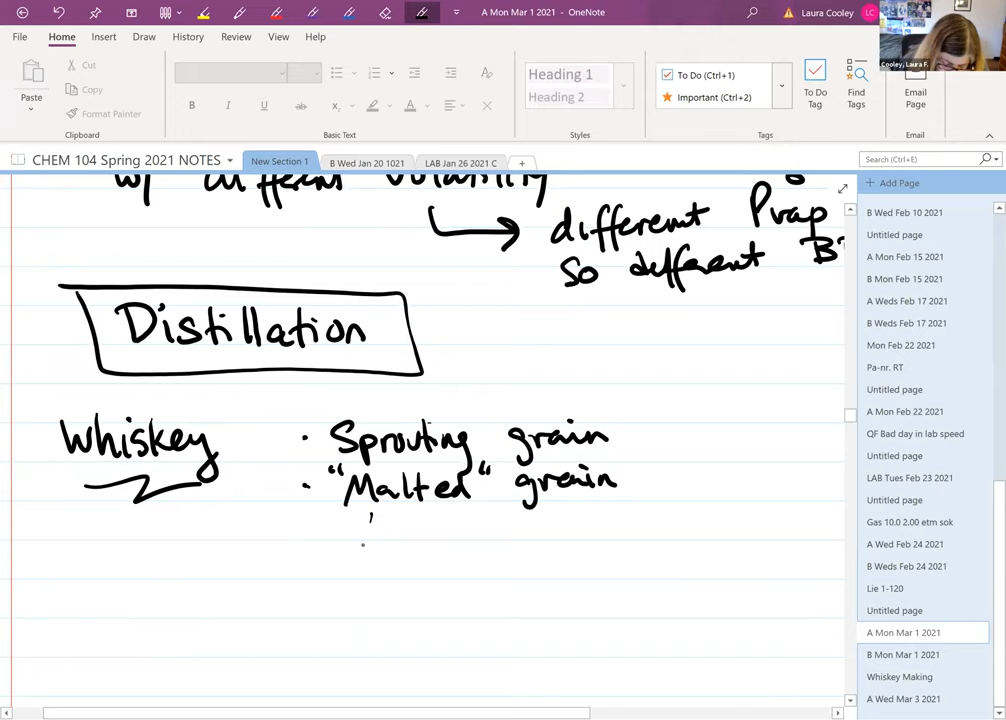 A Mon Mar 1 2021 - OneNote
Laura Cooley
LC
Cooley, Laura F.
File Home Insert Draw History Review View Help
Paste
Cut
Copy
Format Painter
Clipboard
B I U ab x
Basic Text
Heading 1
Heading 2
Styles
To Do (Ctrl+1)
Important (Ctrl+2)
To Do Tag
Find Tags
Tags
Email Page
Email
CHEM 104 Spring 2021 NOTES
New Section 1
B Wed Jan 20 1021
LAB Jan 26 2021 C
Search (Ctrl+E)
w/ different volatility
different Pvap
so different
Distillation
Whiskey · Sprouting grain
· "Malted" grain
Add Page
B Wed Feb 10 2021
Untitled page
A Mon Feb 15 2021
B Mon Feb 15 2021
A Weds Feb 17 2021
B Weds Feb 17 2021
Mon Feb 22 2021
Pa-nr. RT
Untitled page
A Mon Feb 22 2021
QF Bad day in lab speed
Untitled page
LAB Tues Feb 23 2021
Untitled page
Gas 10.0 2,00 etm sok
A Wed Feb 24 2021
B Weds Feb 24 2021
Lie 1-120
Untitled page
A Mon Mar 1 2021
B Mon Mar 1 2021
Whiskey Making
A Wed Mar 3 2021